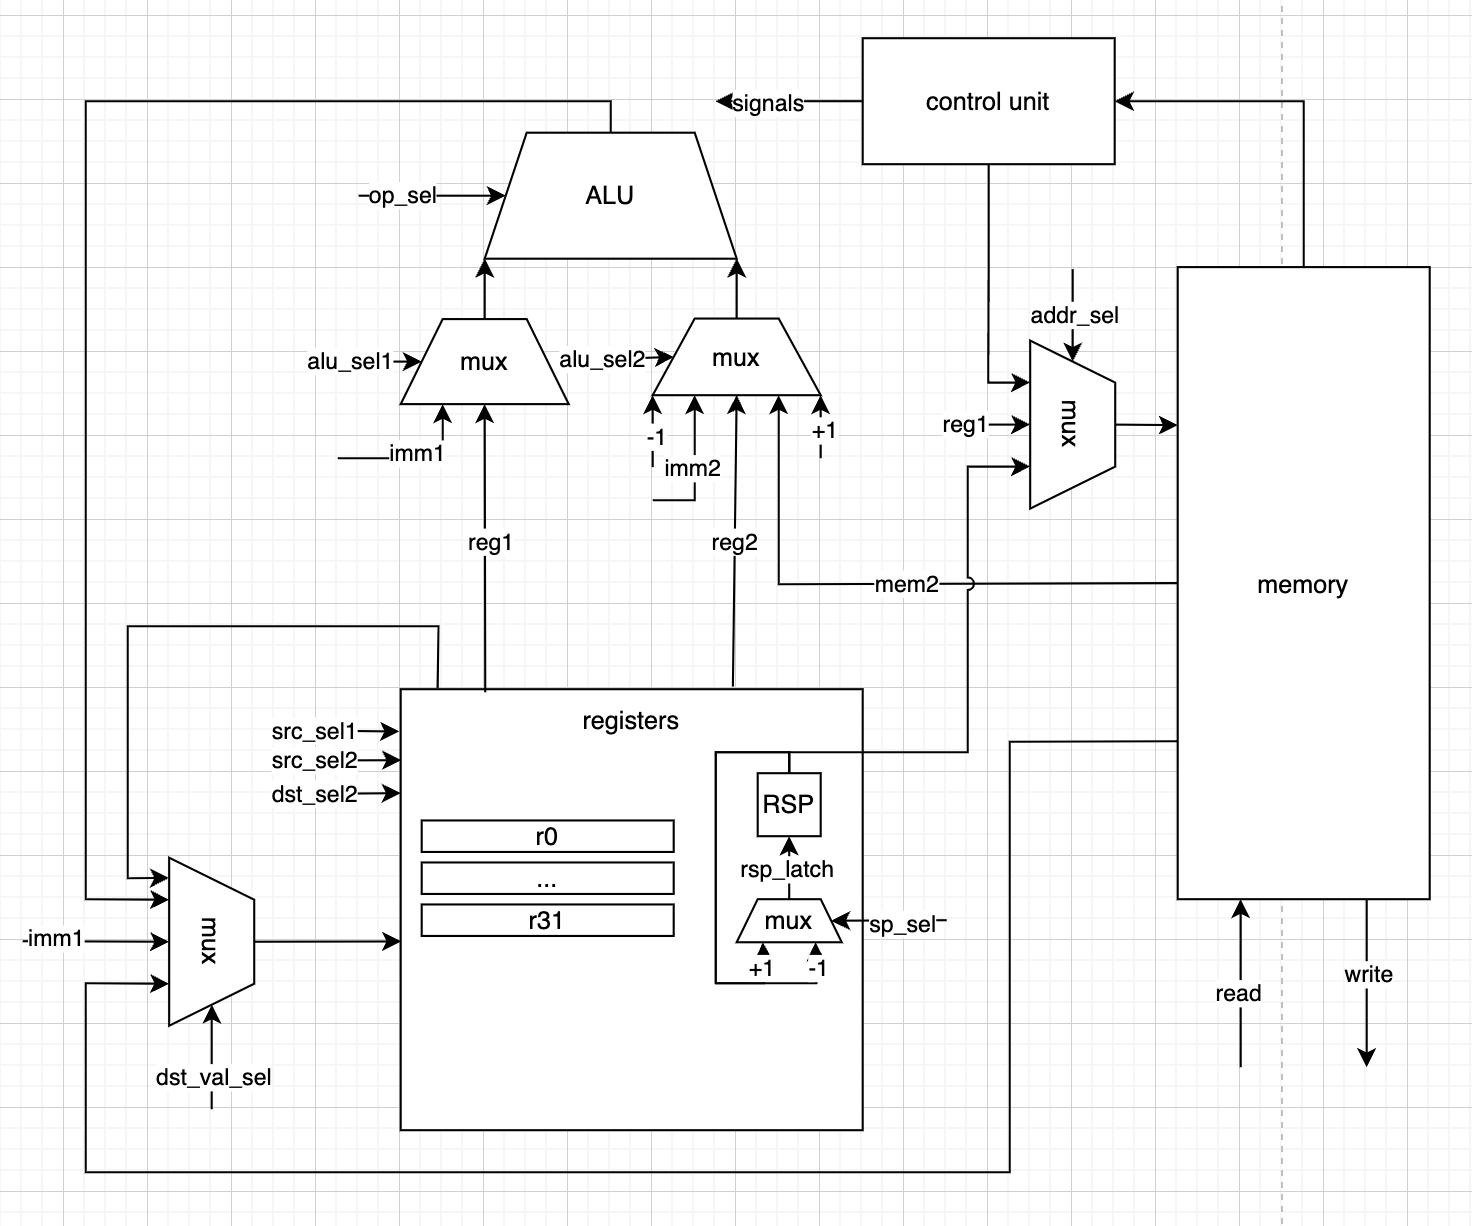 control unit
signals
ALU
-op_sel
addr_sel
alu_sel1
mux
alu_sel2
mux
mux
reg1
imm1
-1
+1
imm2
reg1
reg2
mem2
memory
registers
src_sel1
src_sel2
dst_sel2
RSP
r0
rsp_latch
...
r31
mux
sp_sel-
+1
-1
-imm1
mux
dst_val_sel
read
write